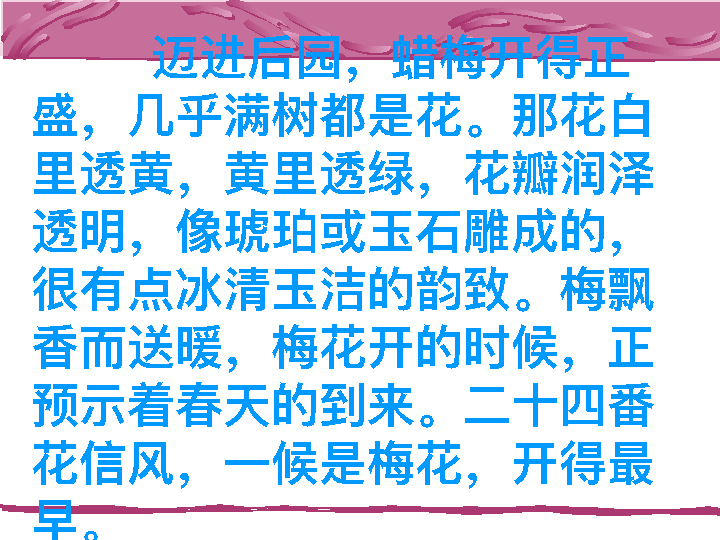 迈进后园，蜡梅开得正
盛，几乎满树都是花。那花白
里透黄，黄里透绿，花瓣润泽
透明，像琥珀或玉石雕成的，
很有点冰清玉洁的韵致。梅飘
香而送暖，梅花开的时候，正
预示着春天的到来。二十四番
花信风，一候是梅花，开得最
早。